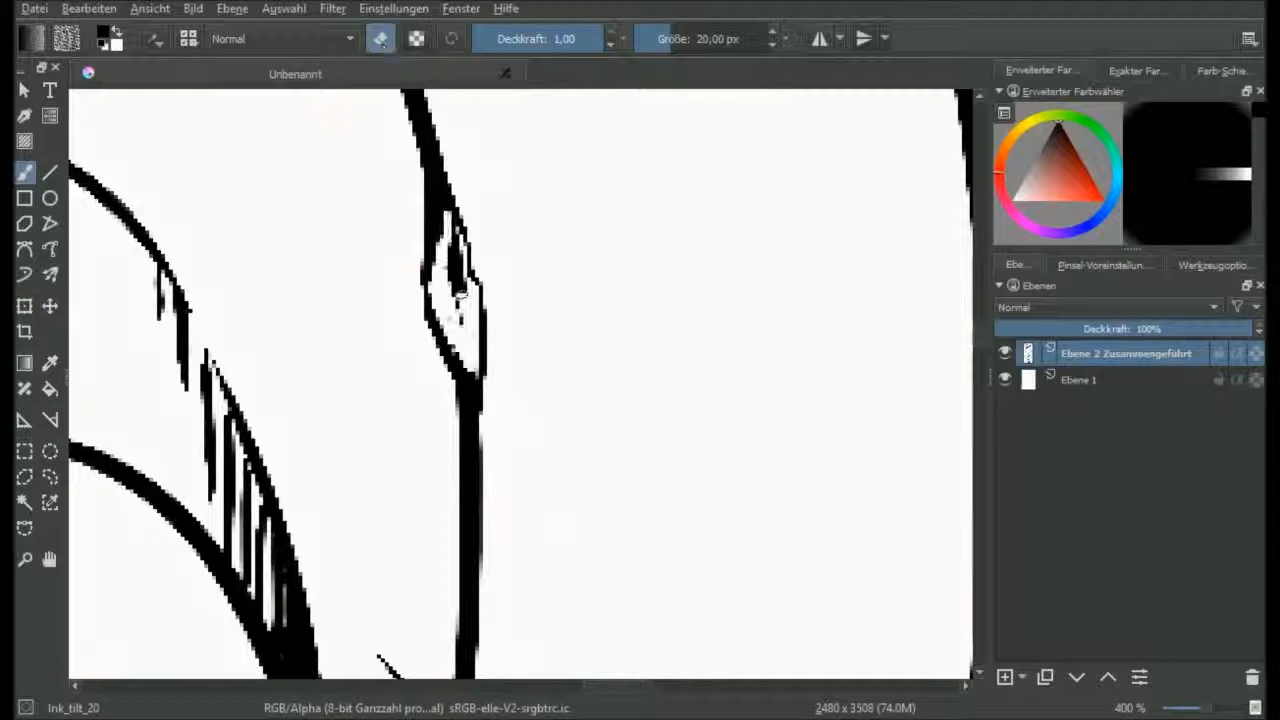 Datei Bearbeiten Ansicht Bild Ebene Auswahl Filter Einstellungen Fenster Hilfe
Normal Deckkraft: 1,00 Größe: 20,00 px
Unbenannt
Erweiterter Far... Exakter Far... Farb-Schie...
Erweiterter Farbwähler
Ebe... Pinsel-Voreinstellun... Werkzeugoptio...
Ebenen
Normal
Deckkraft: 100%
Ebene 2 Zusammengeführt
Ebene 1
Ink_tilt_20 RGB/Alpha (8-bit Ganzzahl pro...al) sRGB-elle-V2-srgbtrc.ic 2480 x 3508 (74.0M) 400 %